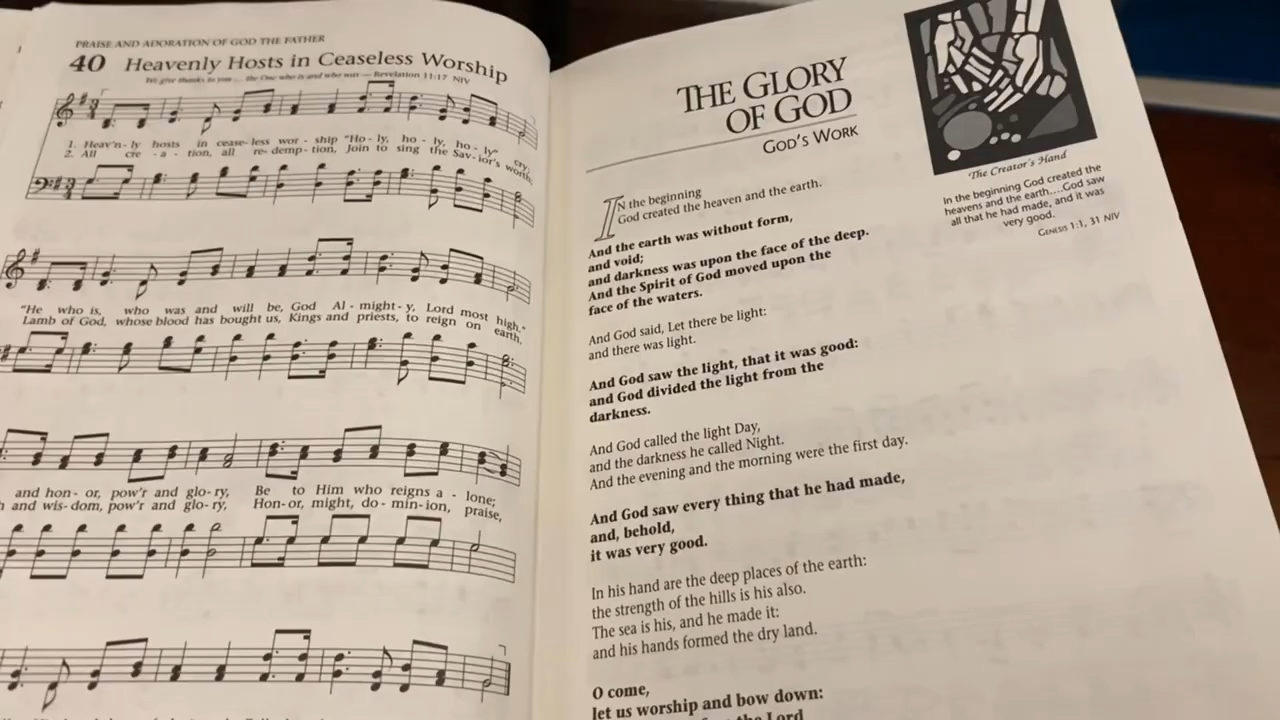 PRAISE AND ADORATION OF GOD THE FATHER
40 Heavenly Hosts in Ceaseless Worship
We give thanks to you ... the One who is and who was — Revelation 11:17 NIV
1. Heav'n - ly hosts in cease - less wor - ship "Ho - ly, ho - ly, ho - ly" cry,
2. All cre - a - tion, all re - demp - tion, Join to sing the Sav - ior's worth,
"He who is, who was and will be, God Al - might - y, Lord most high."
Lamb of God, whose blood has bought us, Kings and priests, to reign on earth,
and hon - or, pow'r and glo - ry, Be to Him who reigns a - lone;
and wis - dom, pow'r and glo - ry, Hon - or, might, do - min - ion, praise,
THE GLORY
OF GOD
GOD'S WORK
The Creator's Hand
In the beginning God created the
heavens and the earth....God saw
all that he had made, and it was
very good.
GENESIS 1:1, 31 NIV
IN the beginning
God created the heaven and the earth.
And the earth was without form,
and void;
and darkness was upon the face of the deep.
And the Spirit of God moved upon the
face of the waters.
And God said, Let there be light:
and there was light.
And God saw the light, that it was good:
and God divided the light from the
darkness.
And God called the light Day,
and the darkness he called Night.
And the evening and the morning were the first day.
And God saw every thing that he had made,
and, behold,
it was very good.
In his hand are the deep places of the earth:
the strength of the hills is his also.
The sea is his, and he made it:
and his hands formed the dry land.
O come,
let us worship and bow down:
the Lord